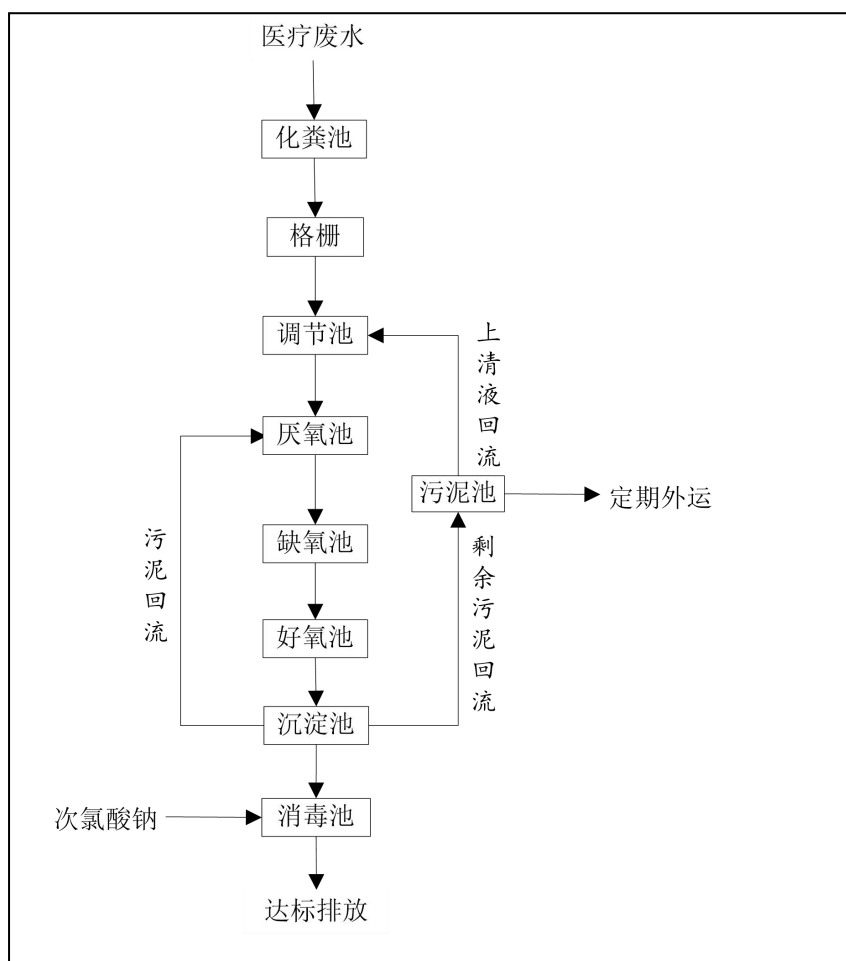 医疗废水
化粪池
格栅
调节池
上清液回流
厌氧池
污泥池
定期外运
污泥回流
缺氧池
剩余污泥回流
好氧池
沉淀池
次氯酸钠
消毒池
达标排放